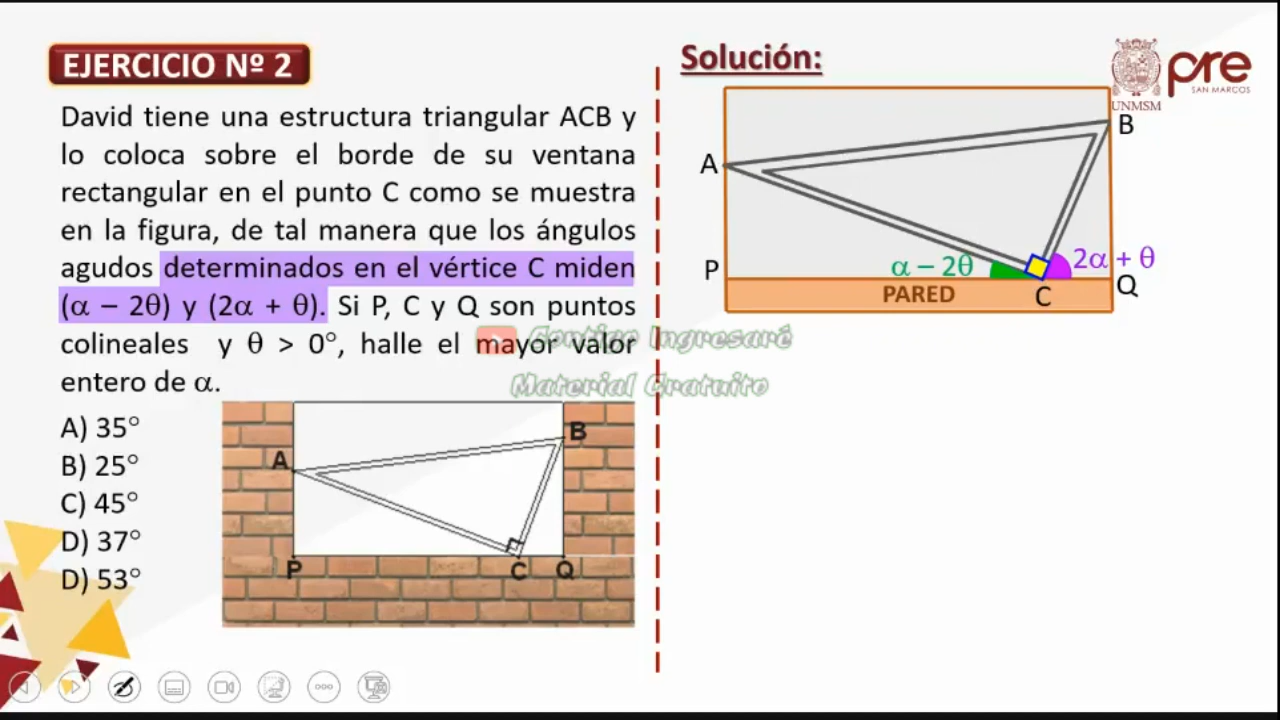 EJERCICIO Nº 2
David tiene una estructura triangular ACB y
lo coloca sobre el borde de su ventana
rectangular en el punto C como se muestra
en la figura, de tal manera que los ángulos
agudos determinados en el vértice C miden
(α – 2θ) y (2α + θ). Si P, C y Q son puntos
colineales y θ > 0°, halle el mayor valor
entero de α.
A) 35°
B) 25°
C) 45°
D) 37°
D) 53°
A
B
P
C
Q
Solución:
UNMSM
pre
SAN MARCOS
B
A
P
α – 2θ
2α + θ
Q
PARED
C
Contigo Ingresaré
Material Gratuito